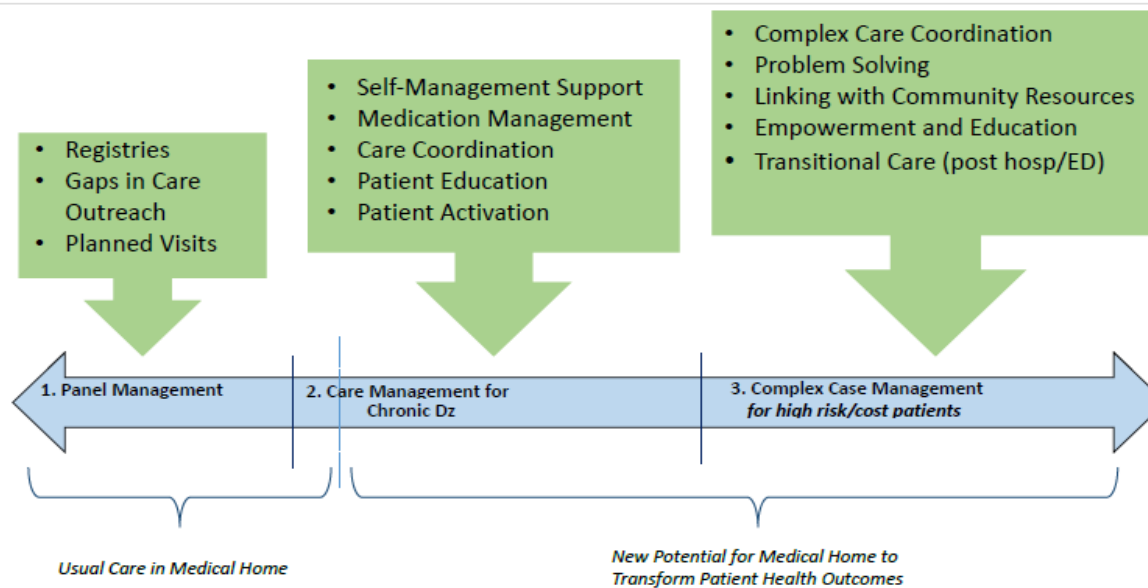 • Registries
• Gaps in Care
Outreach
• Planned Visits
• Self-Management Support
• Medication Management
• Care Coordination
• Patient Education
• Patient Activation
• Complex Care Coordination
• Problem Solving
• Linking with Community Resources
• Empowerment and Education
• Transitional Care (post hosp/ED)
1. Panel Management
2. Care Management for
Chronic Dz
3. Complex Case Management
for high risk/cost patients
Usual Care in Medical Home
New Potential for Medical Home to
Transform Patient Health Outcomes